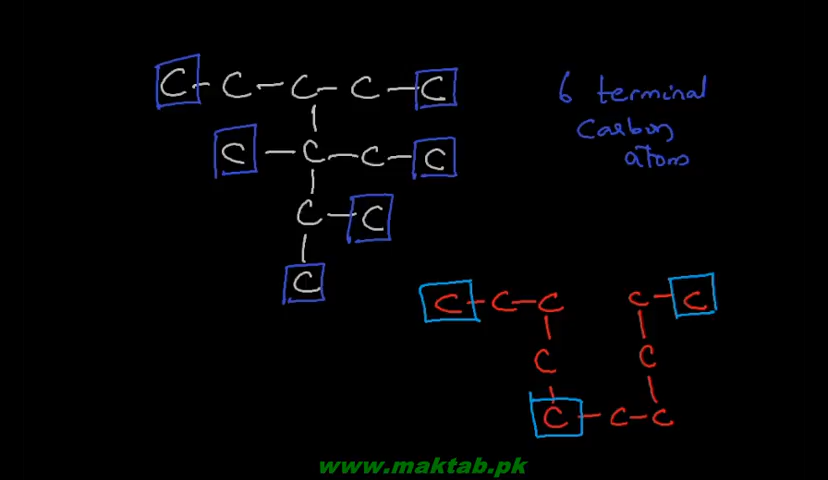 C - C - C - C - C
6 terminal
Carbon
atoms
C - C - C - C
C - C
C
C - C - C
C - C
C
C
C - C - C
www.maktab.pk